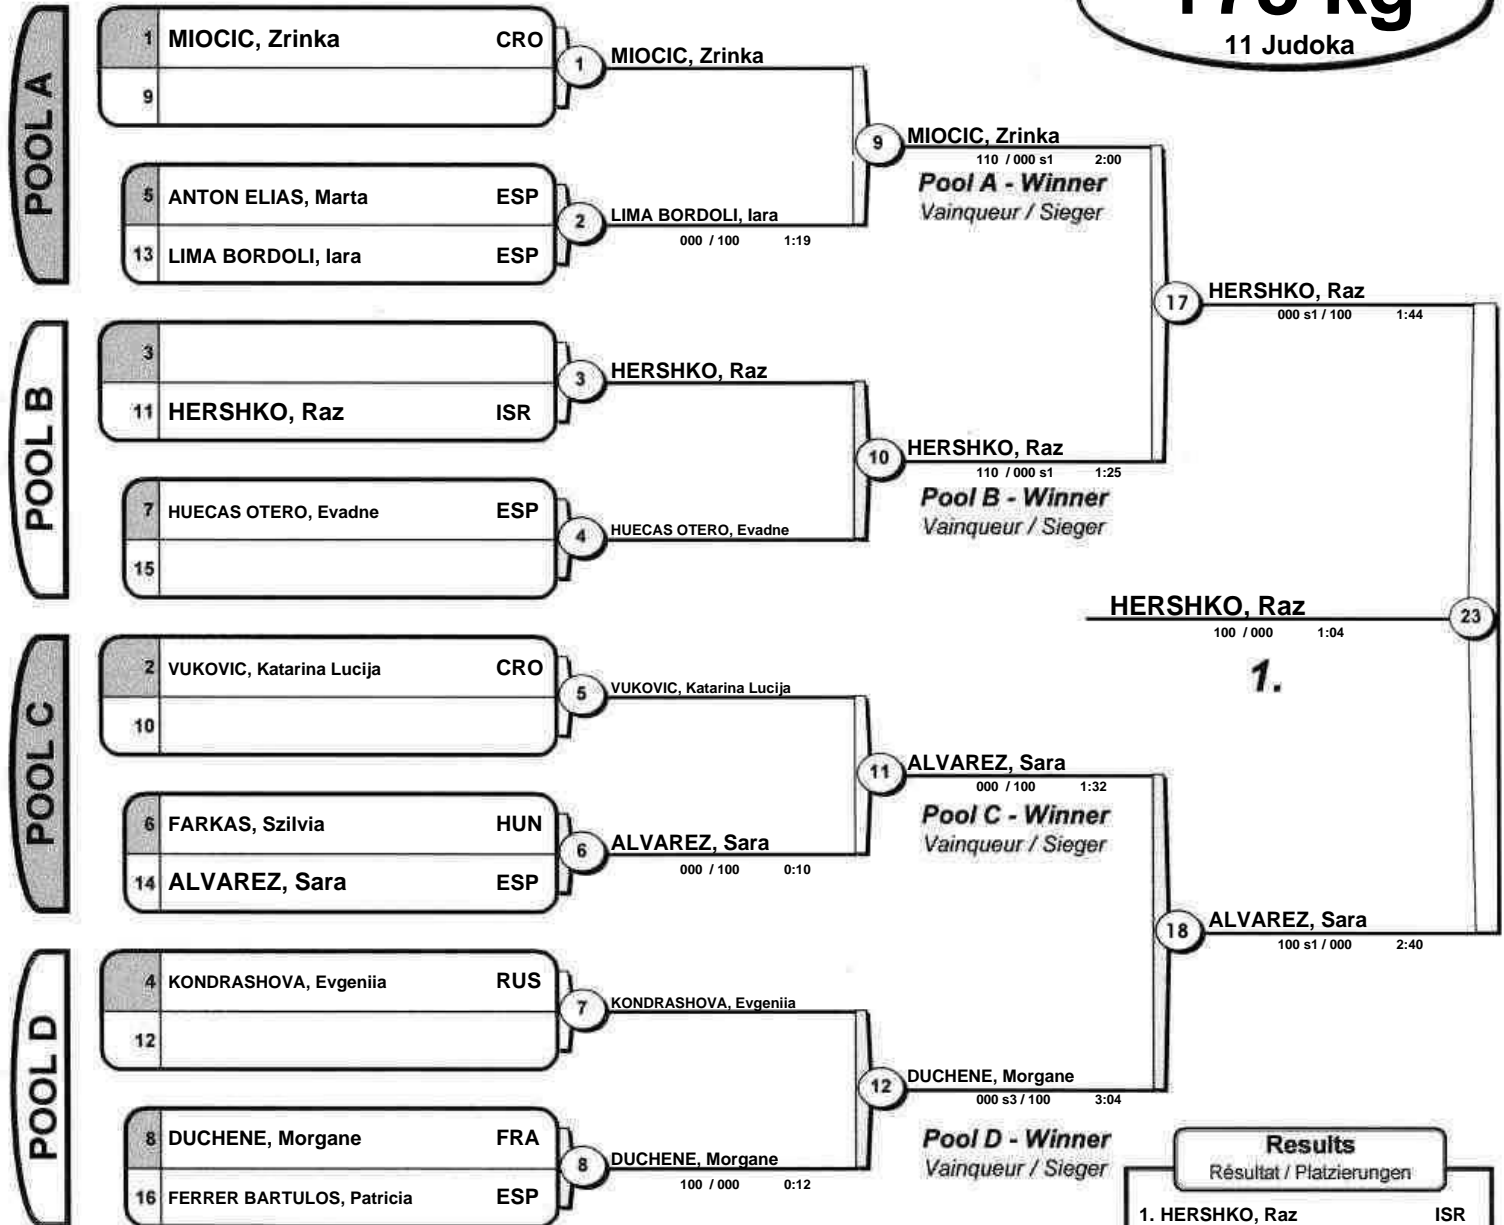 11 Judoka
POOL A
1 MIOCIC, Zrinka CRO
9
1 MIOCIC, Zrinka
5 ANTON ELIAS, Marta ESP
13 LIMA BORDOLI, Iara ESP
2 LIMA BORDOLI, Iara
000 / 100 1:19
9 MIOCIC, Zrinka
110 / 000 s1 2:00
Pool A - Winner
Vainqueur / Sieger
POOL B
3
11 HERSHKO, Raz ISR
3 HERSHKO, Raz
7 HUECAS OTERO, Evadne ESP
15
4 HUECAS OTERO, Evadne
10 HERSHKO, Raz
110 / 000 s1 1:25
Pool B - Winner
Vainqueur / Sieger
17 HERSHKO, Raz
000 s1 / 100 1:44
HERSHKO, Raz 23
100 / 000 1:04
1.
POOL C
2 VUKOVIC, Katarina Lucija CRO
10
5 VUKOVIC, Katarina Lucija
6 FARKAS, Szilvia HUN
14 ALVAREZ, Sara ESP
6 ALVAREZ, Sara
000 / 100 0:10
11 ALVAREZ, Sara
000 / 100 1:32
Pool C - Winner
Vainqueur / Sieger
18 ALVAREZ, Sara
100 s1 / 000 2:40
POOL D
4 KONDRASHOVA, Evgeniia RUS
12
7 KONDRASHOVA, Evgeniia
8 DUCHENE, Morgane FRA
16 FERRER BARTULOS, Patricia ESP
8 DUCHENE, Morgane
100 / 000 0:12
12 DUCHENE, Morgane
000 s3 / 100 3:04
Pool D - Winner
Vainqueur / Sieger
Results
Résultat / Platzierungen
1. HERSHKO, Raz ISR